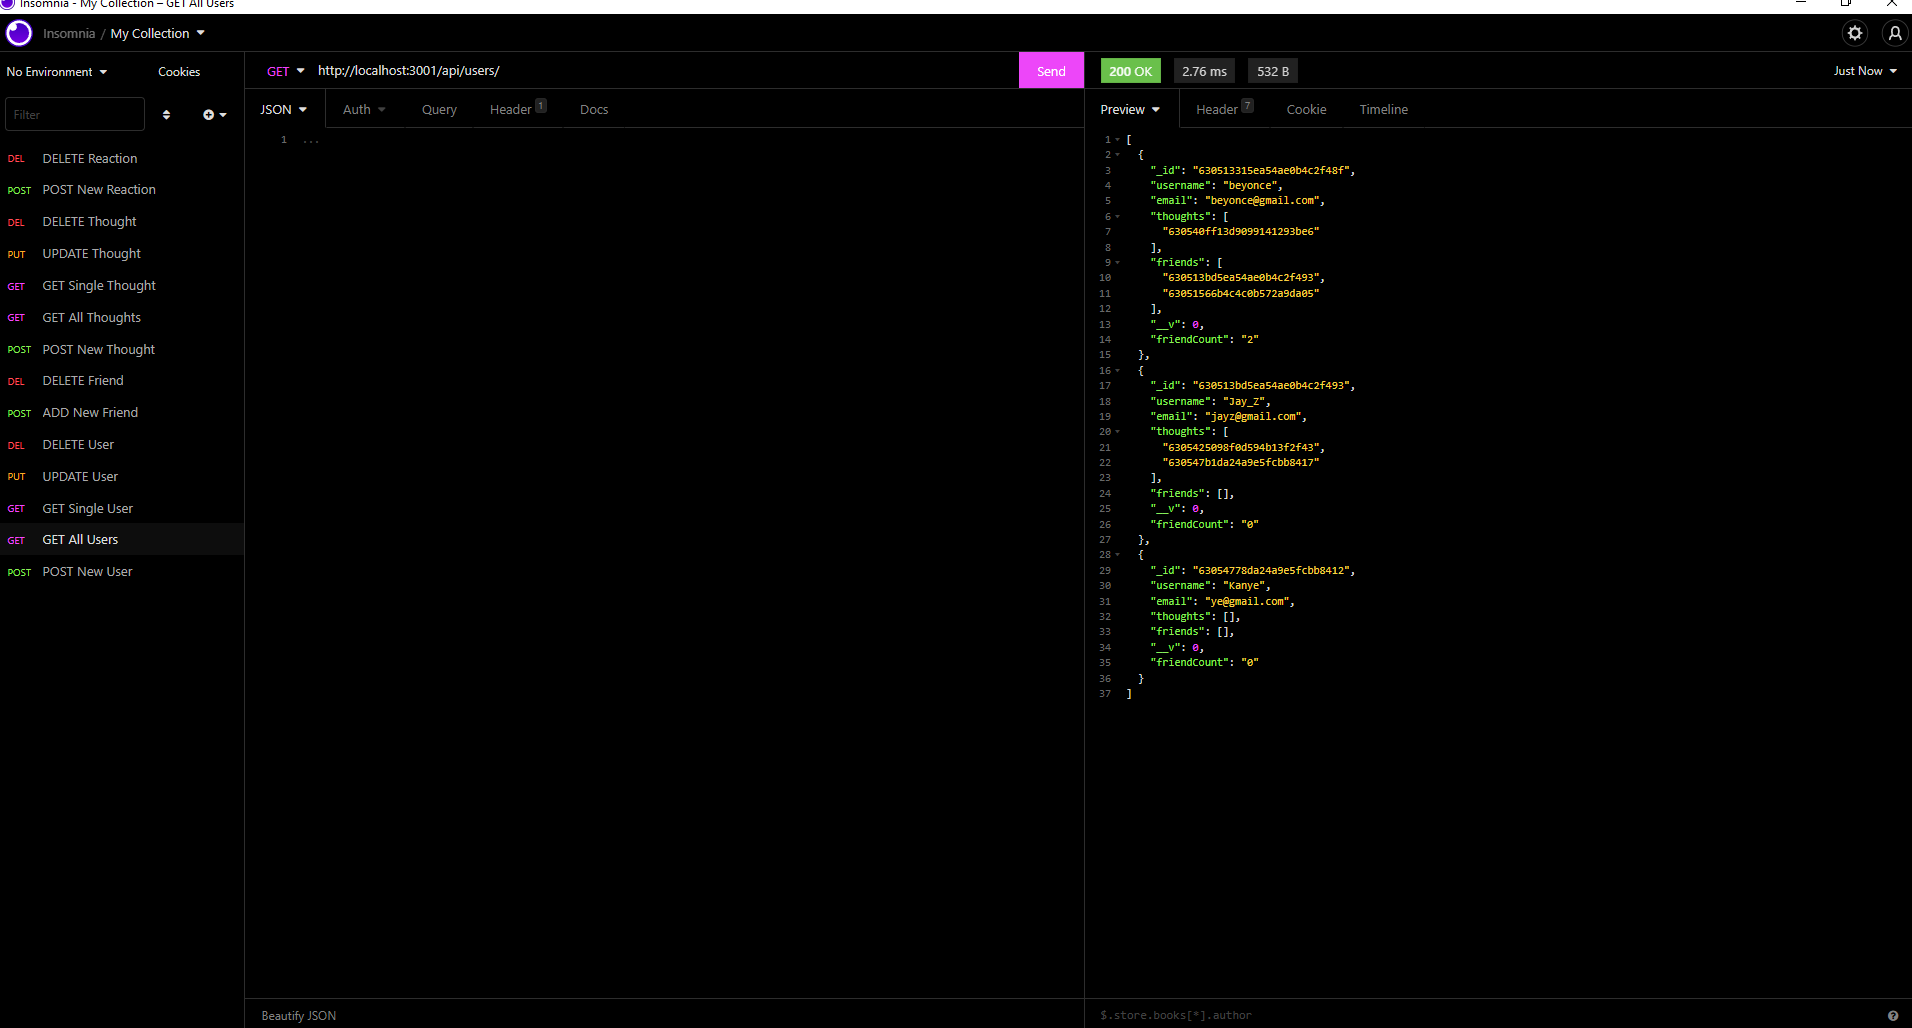 Insomnia - My Collection – GET All Users
Insomnia / My Collection
No Environment
Cookies
Filter
DEL DELETE Reaction
POST POST New Reaction
DEL DELETE Thought
PUT UPDATE Thought
GET GET Single Thought
GET GET All Thoughts
POST POST New Thought
DEL DELETE Friend
POST ADD New Friend
DEL DELETE User
PUT UPDATE User
GET GET Single User
GET GET All Users
POST POST New User
GET http://localhost:3001/api/users/ Send
JSON Auth Query Header 1 Docs
1 ...
Beautify JSON
200 OK 2.76 ms 532 B Just Now
Preview Header 7 Cookie Timeline
1 [
2 {
3 "_id": "630513315ea54ae0b4c2f48f",
4 "username": "beyonce",
5 "email": "beyonce@gmail.com",
6 "thoughts": [
7 "630540ff13d9099141293be6"
8 ],
9 "friends": [
10 "630513bd5ea54ae0b4c2f493",
11 "63051566b4c4c0b572a9da05"
12 ],
13 "__v": 0,
14 "friendCount": "2"
15 },
16 {
17 "_id": "630513bd5ea54ae0b4c2f493",
18 "username": "Jay_Z",
19 "email": "jayz@gmail.com",
20 "thoughts": [
21 "6305425098f0d594b13f2f43",
22 "630547b1da24a9e5fcbb8417"
23 ],
24 "friends": [],
25 "__v": 0,
26 "friendCount": "0"
27 },
28 {
29 "_id": "63054778da24a9e5fcbb8412",
30 "username": "Kanye",
31 "email": "ye@gmail.com",
32 "thoughts": [],
33 "friends": [],
34 "__v": 0,
35 "friendCount": "0"
36 }
37 ]
$.store.books[*].author